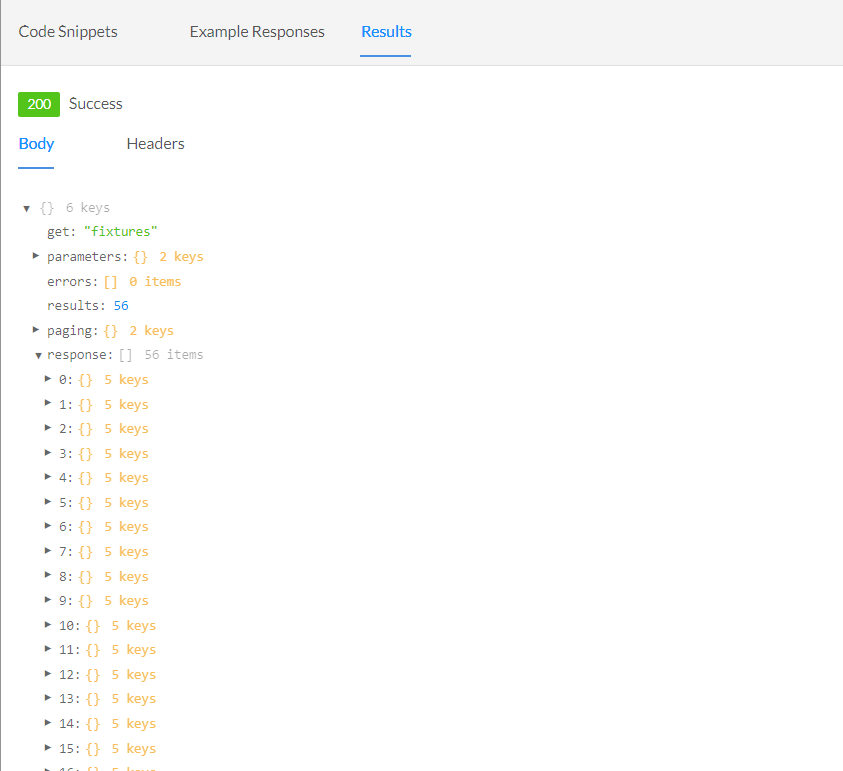 Code Snippets Example Responses Results
200 Success
Body Headers
▼ {} 6 keys
get: "fixtures"
▶ parameters: {} 2 keys
errors: [] 0 items
results: 56
▶ paging: {} 2 keys
▼ response: [] 56 items
▶ 0: {} 5 keys
▶ 1: {} 5 keys
▶ 2: {} 5 keys
▶ 3: {} 5 keys
▶ 4: {} 5 keys
▶ 5: {} 5 keys
▶ 6: {} 5 keys
▶ 7: {} 5 keys
▶ 8: {} 5 keys
▶ 9: {} 5 keys
▶ 10: {} 5 keys
▶ 11: {} 5 keys
▶ 12: {} 5 keys
▶ 13: {} 5 keys
▶ 14: {} 5 keys
▶ 15: {} 5 keys
▶ 16: {} 5 keys